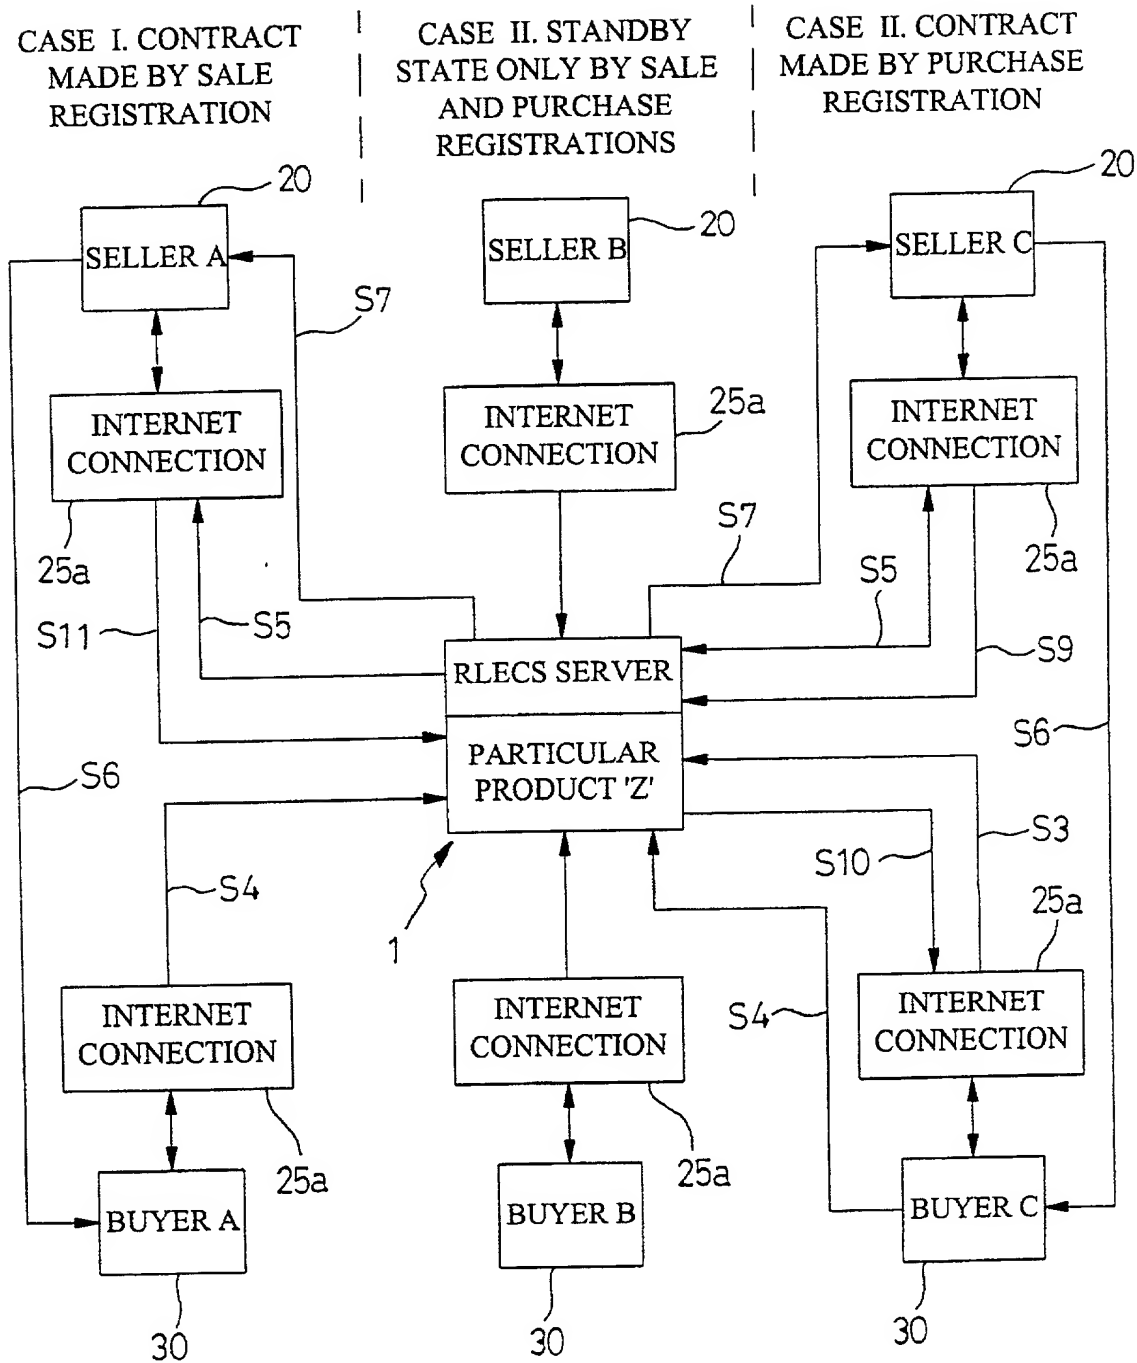 CASE I. CONTRACT
MADE BY SALE
REGISTRATION
CASE II. STANDBY
STATE ONLY BY SALE
AND PURCHASE
REGISTRATIONS
CASE II. CONTRACT
MADE BY PURCHASE
REGISTRATION
20
SELLER A
20
SELLER B
20
SELLER C
S7
INTERNET
CONNECTION
25a
INTERNET
CONNECTION
25a
INTERNET
CONNECTION
25a
S7
S5
S11
S5
S9
RLECS SERVER
PARTICULAR
PRODUCT 'Z'
S6
S6
S3
S10
S4
1
25a
INTERNET
CONNECTION
25a
INTERNET
CONNECTION
25a
S4
INTERNET
CONNECTION
BUYER A
30
BUYER B
30
BUYER C
30